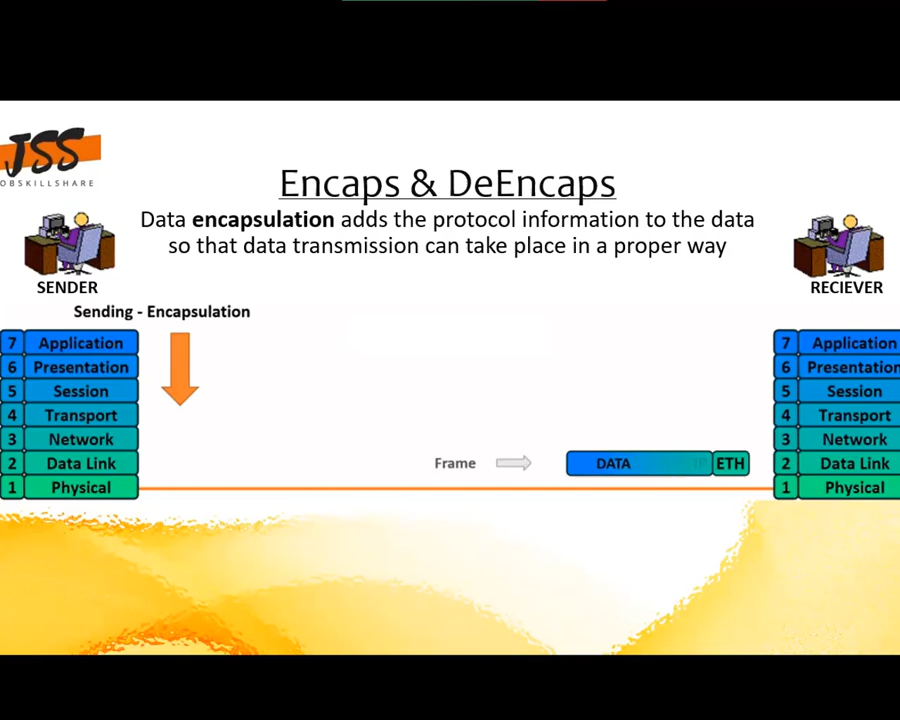 JSS
OBSKILLSHARE
Encaps & DeEncaps
Data encapsulation adds the protocol information to the data
so that data transmission can take place in a proper way
SENDER
RECIEVER
Sending - Encapsulation
7 Application
6 Presentation
5 Session
4 Transport
3 Network
2 Data Link
1 Physical
Frame
DATA
ETH
7 Application
6 Presentation
5 Session
4 Transport
3 Network
2 Data Link
1 Physical